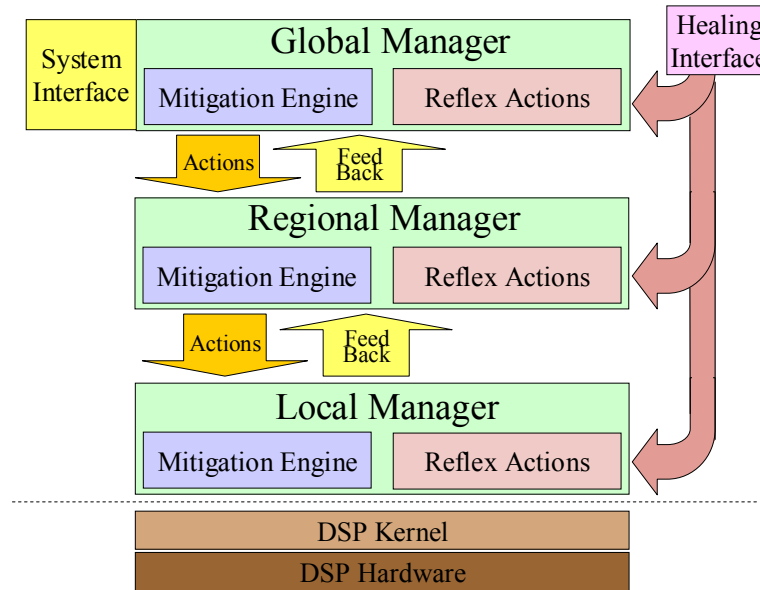 System
Interface
Global Manager
Mitigation Engine
Reflex Actions
Healing
Interface
Actions
Feed
Back
Regional Manager
Mitigation Engine
Reflex Actions
Actions
Feed
Back
Local Manager
Mitigation Engine
Reflex Actions
DSP Kernel
DSP Hardware